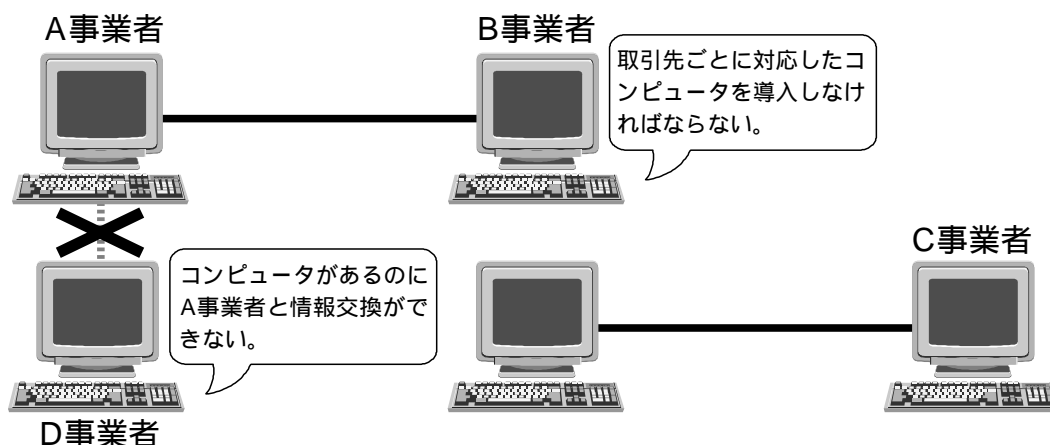 A事業者
B事業者
取引先ごとに対応したコ
ンピュータを導入しなけ
ればならない。
C事業者
コンピュータがあるのに
A事業者と情報交換がで
きない。
D事業者